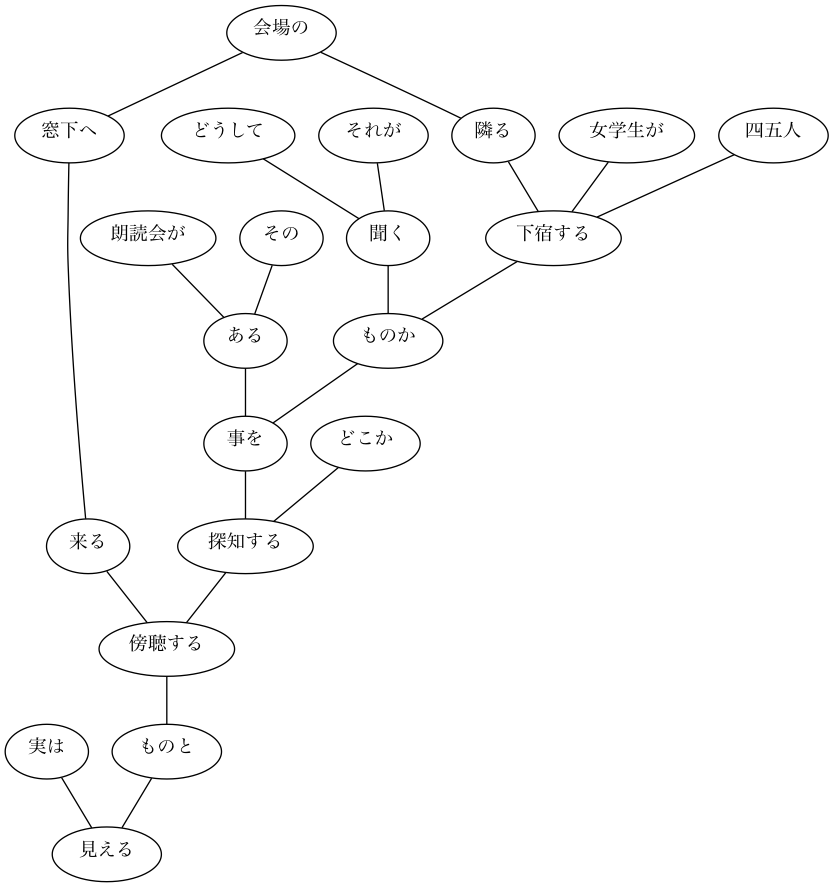 会場の
窓下へ
どうして
それが
隣る
女学生が
四五人
朗読会が
その
聞く
下宿する
ある
ものか
事を
どこか
来る
探知する
傍聴する
実は
ものと
見える